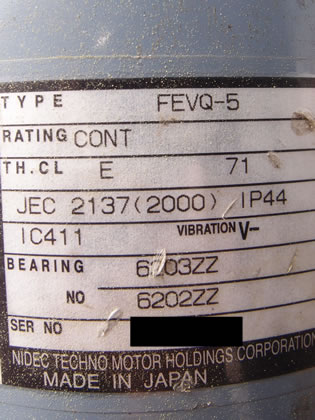 TYPE FEVQ-5
RATING CONT
TH.CL E 71
JEC 2137(2000) IP44
IC411 VIBRATION V-
BEARING 6203ZZ
NO 6202ZZ
SER NO
NIDEC TECHNO MOTOR HOLDINGS CORPORATION
MADE IN JAPAN